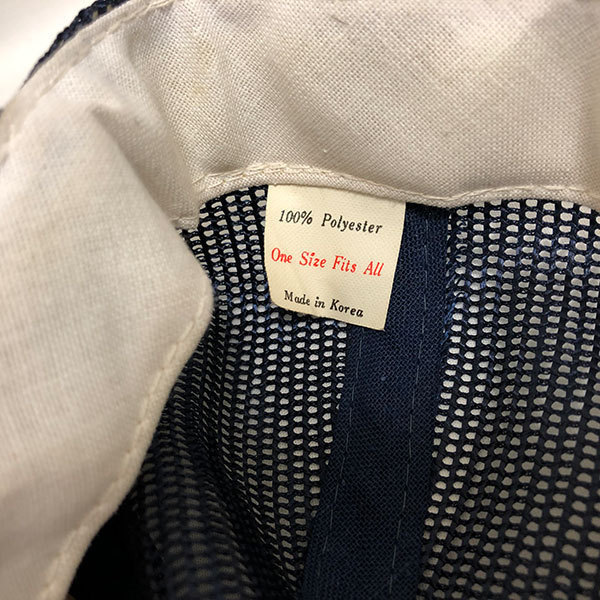 100% Polyester
One Size Fits All
Made in Korea